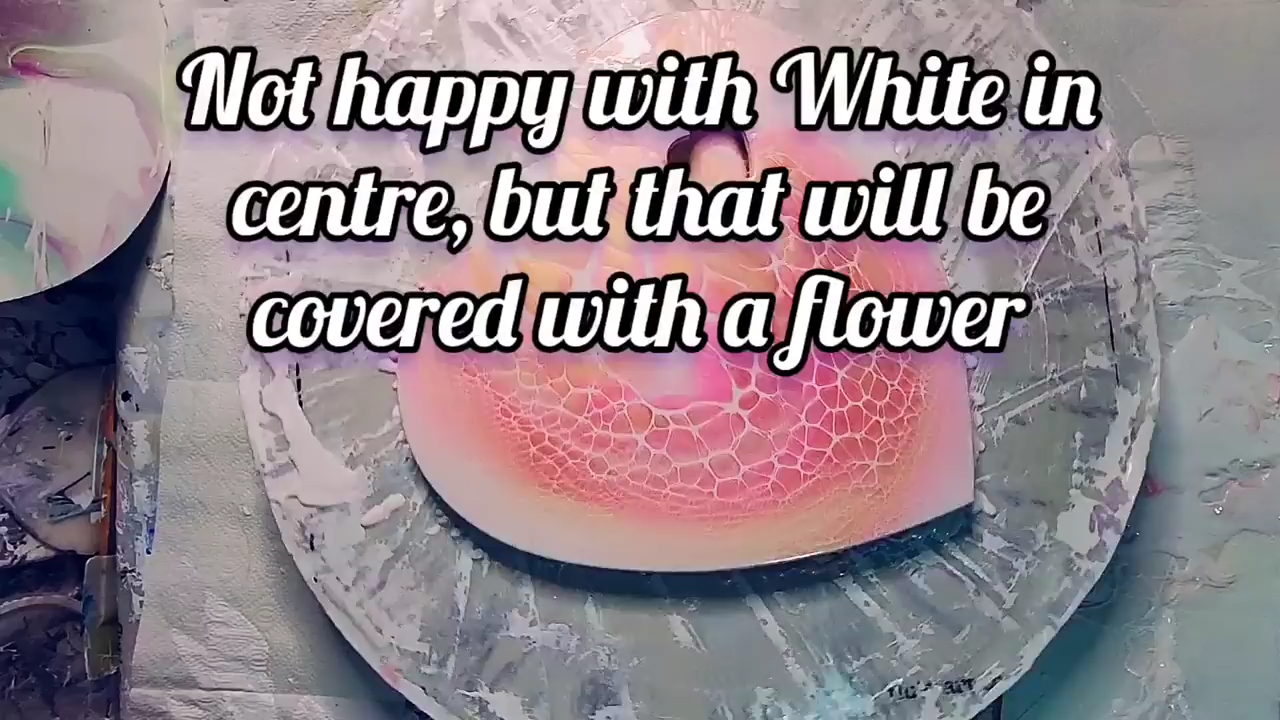 Not happy with White in
centre, but that will be
covered with a flower